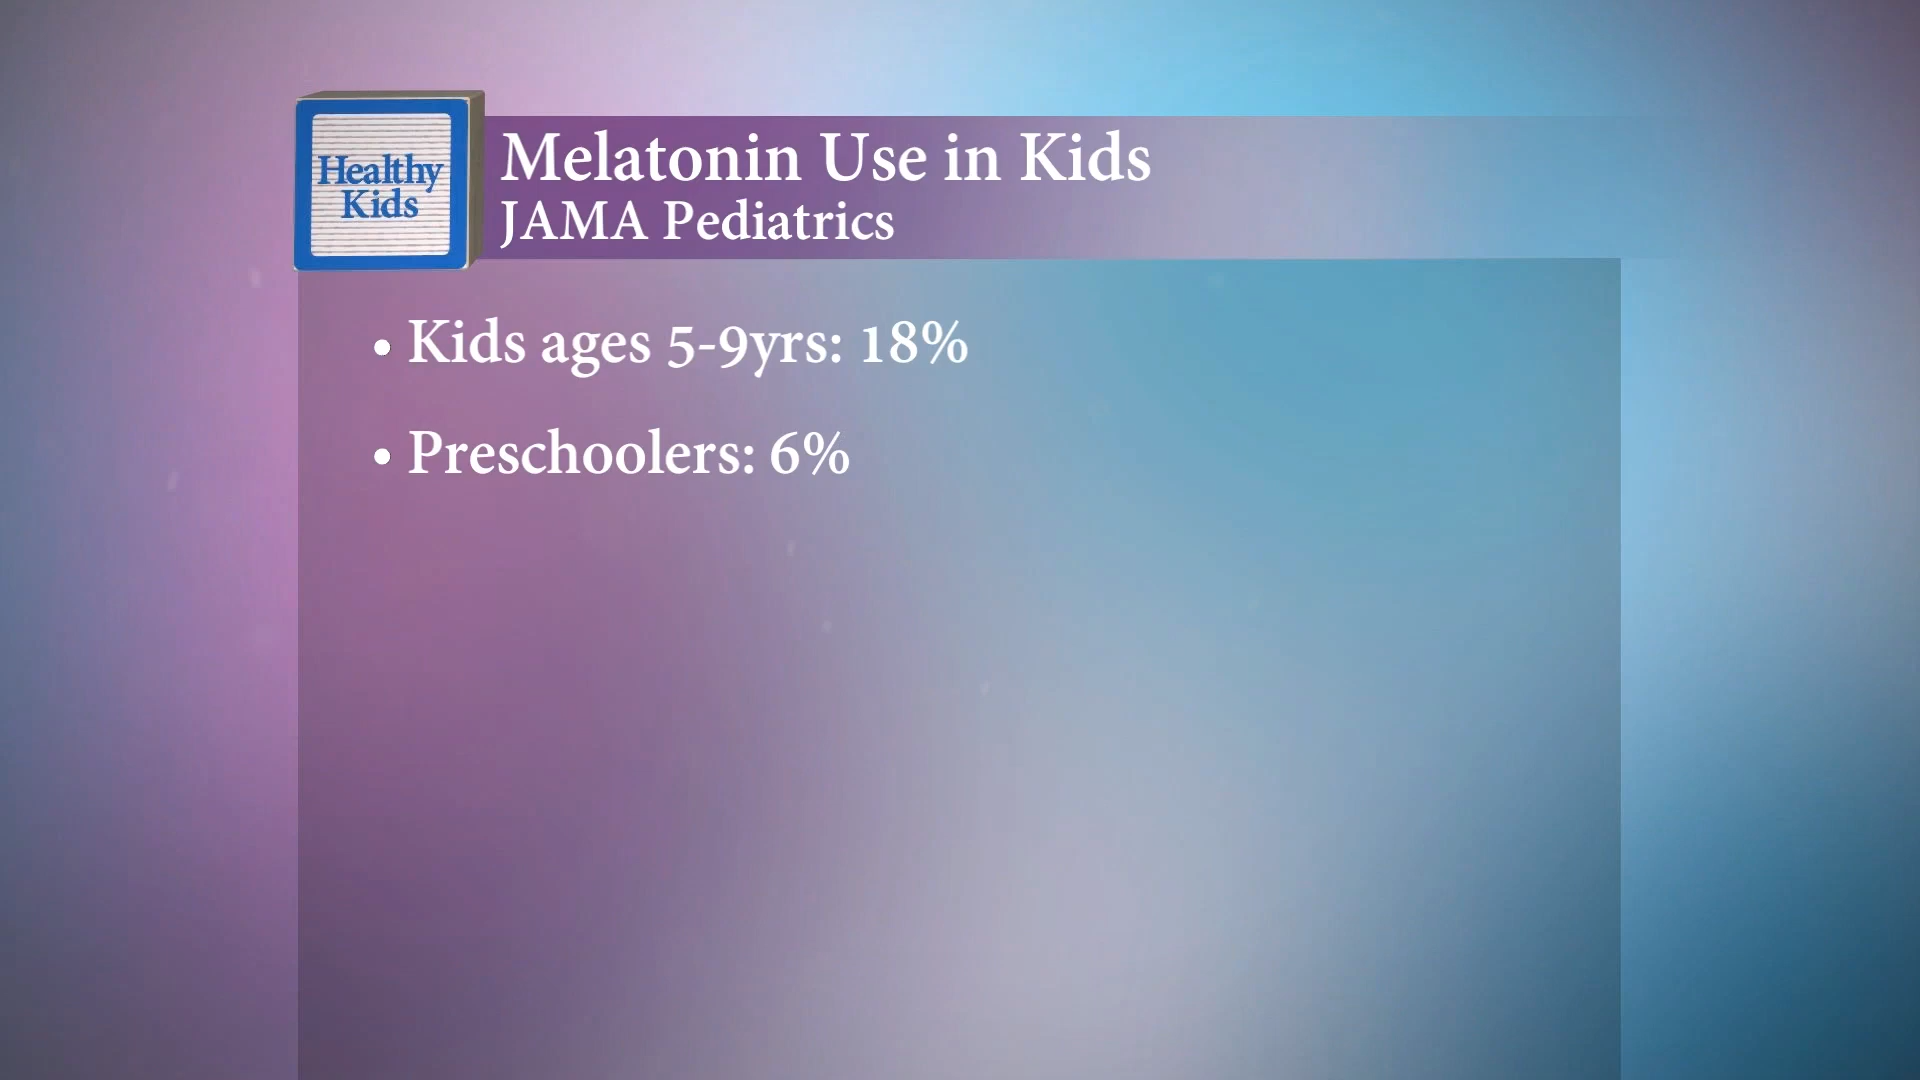 Healthy
Kids
Melatonin Use in Kids
JAMA Pediatrics
• Kids ages 5-9yrs: 18%
• Preschoolers: 6%